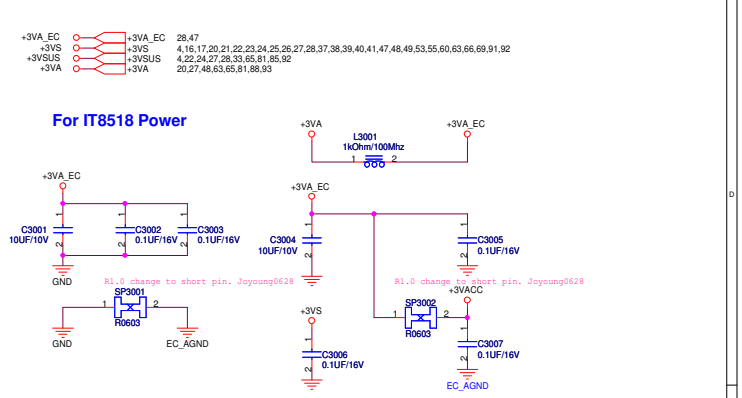 +3VA_EC +3VA_EC 28,47
+3VS +3VS 4,16,17,20,21,22,23,24,25,26,27,28,37,38,39,40,41,47,48,49,53,55,60,63,66,69,91,92
+3VSUS +3VSUS 4,22,24,27,28,33,65,81,85,92
+3VA +3VA 20,27,48,63,65,81,88,93
For IT8518 Power
+3VA +3VA_EC
L3001
1kOhm/100Mhz
1 2
+3VA_EC
+3VA_EC
1 1 1
C3001 C3002 C3003
10UF/10V 0.1UF/16V 0.1UF/16V
2 2 2
GND
1 1
C3004 C3005
10UF/10V 0.1UF/16V
2 2
D
R1.0 change to short pin. Joyoung0628
SP3001
1 2
R0603
GND EC_AGND
R1.0 change to short pin. Joyoung0628
+3VACC
SP3002
1 2
R0603
+3VS
1
C3006
0.1UF/16V
2
1
C3007
0.1UF/16V
2
EC_AGND